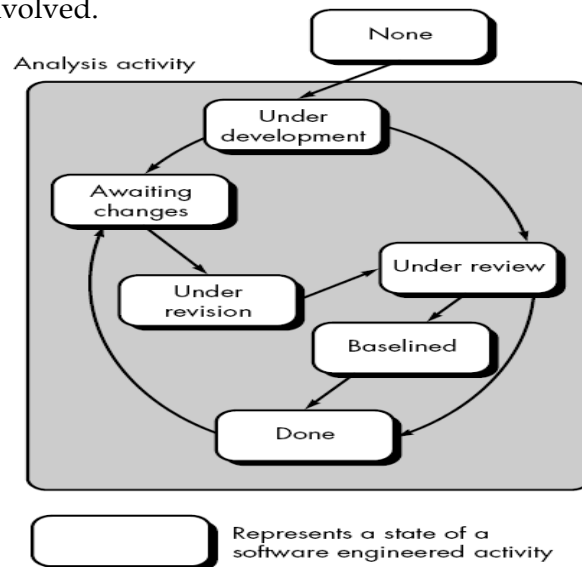 nvolved.
None
Analysis activity
Under
development
Awaiting
changes
Under review
Under
revision
Baselined
Done
Represents a state of a
software engineered activity